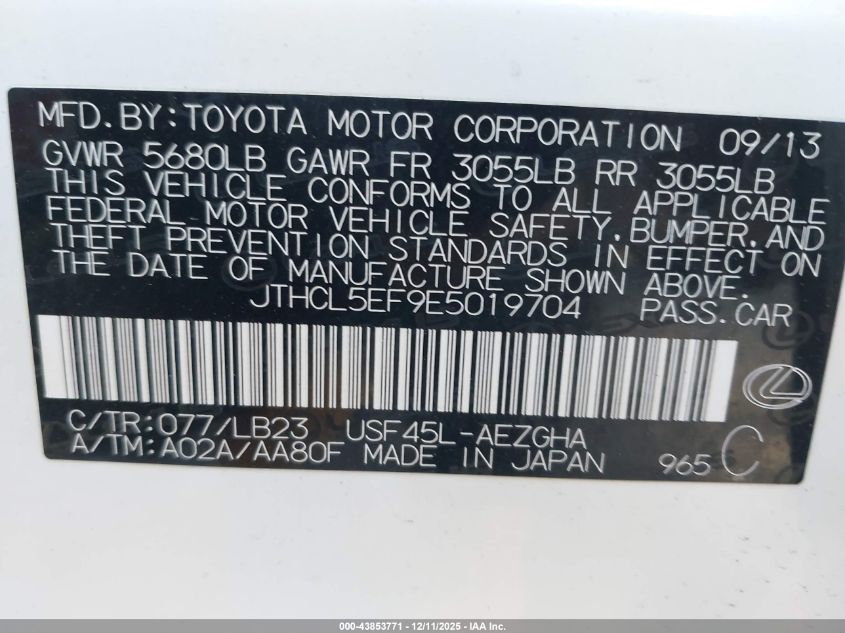 MFD.BY:TOYOTA MOTOR CORPORATION 09/13
GVWR 5680LB GAWR FR 3055LB RR 3055LB
THIS VEHICLE CONFORMS TO ALL APPLICABLE
FEDERAL MOTOR VEHICLE SAFETY,BUMPER,AND
THEFT PREVENTION STANDARDS IN EFFECT ON
THE DATE OF MANUFACTURE SHOWN ABOVE.
JTHCL5EF9E5019704 PASS.CAR
C/TR:077/LB23 USF45L-AEZGHA
A/TM:A02A/AA80F MADE IN JAPAN 965 C
000-43853771 - 12/11/2025 - IAA Inc.